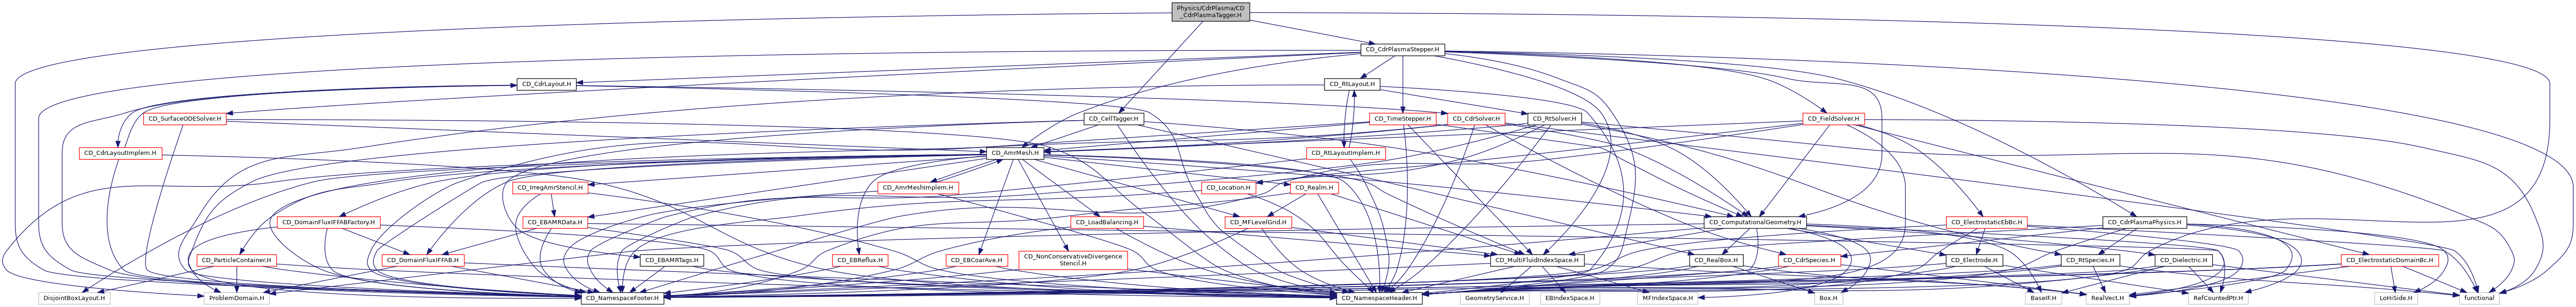 Physics/CdrPlasma/CD
_CdrPlasmaTagger.H
CD_CdrPlasmaStepper.H
CD_CdrLayout.H
CD_RtLayout.H
CD_SurfaceODESolver.H
CD_CellTagger.H
CD_TimeStepper.H
CD_CdrSolver.H
CD_RtSolver.H
CD_FieldSolver.H
CD_CdrLayoutImplem.H
CD_AmrMesh.H
CD_RtLayoutImplem.H
CD_IrregAmrStencil.H
CD_AmrMeshImplem.H
CD_Location.H
CD_Realm.H
CD_DomainFluxIFFABFactory.H
CD_EBAMRData.H
CD_LoadBalancing.H
CD_MFLevelGrid.H
CD_ComputationalGeometry.H
CD_ElectrostaticEbBc.H
CD_CdrPlasmaPhysics.H
CD_ParticleContainer.H
CD_DomainFluxIFFAB.H
CD_EBAMRTags.H
CD_EBReflux.H
CD_EBCoarAve.H
CD_NonConservativeDivergence
Stencil.H
CD_MultiFluidIndexSpace.H
CD_RealBox.H
CD_CdrSpecies.H
CD_Electrode.H
CD_RtSpecies.H
CD_Dielectric.H
CD_ElectrostaticDomainBc.H
DisjointBoxLayout.H
ProblemDomain.H
CD_NamespaceFooter.H
CD_NamespaceHeader.H
GeometryService.H
EBIndexSpace.H
MFIndexSpace.H
Box.H
BaseIF.H
RealVect.H
RefCountedPtr.H
LoHiSide.H
functional